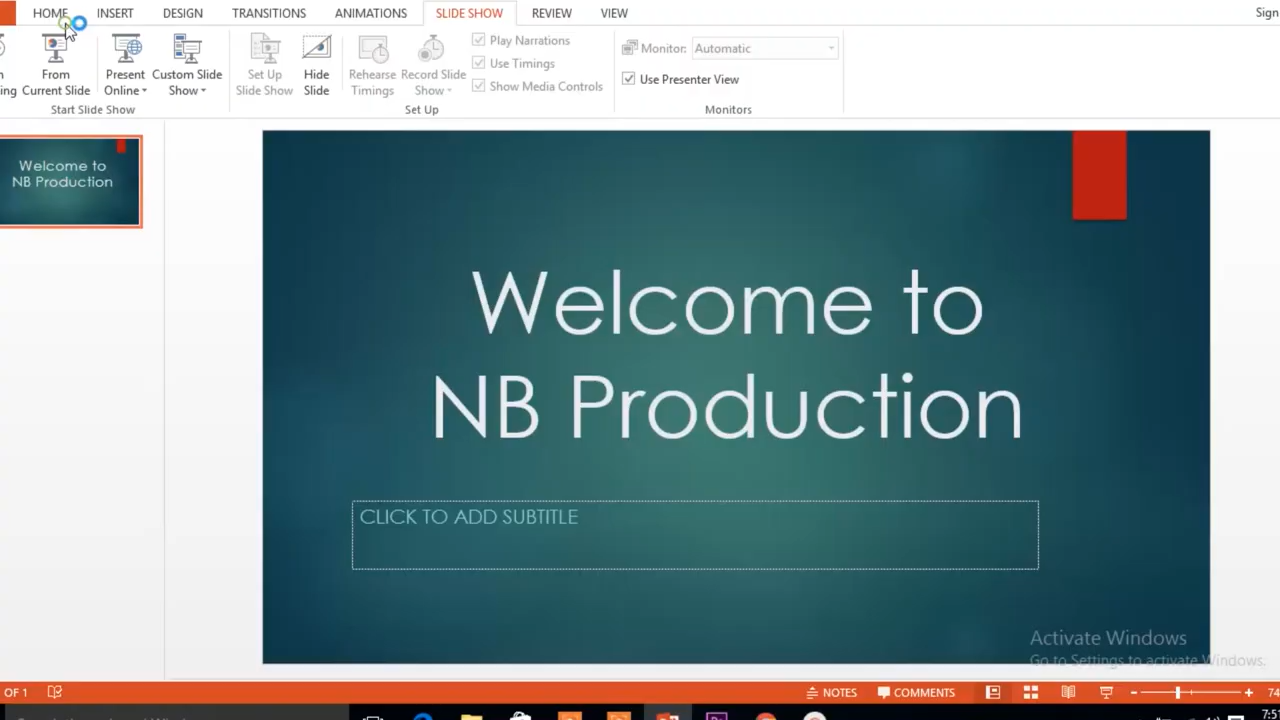 HOME INSERT DESIGN TRANSITIONS ANIMATIONS SLIDE SHOW REVIEW VIEW Sign
From Current Slide
Present Online
Custom Slide Show
Start Slide Show
Set Up Slide Show
Hide Slide
Rehearse Timings
Record Slide Show
Play Narrations
Use Timings
Show Media Controls
Set Up
Monitor: Automatic
Use Presenter View
Monitors
Welcome to
NB Production
Welcome to
NB Production
CLICK TO ADD SUBTITLE
Activate Windows
Go to Settings to activate Windows.
OF 1 NOTES COMMENTS 74